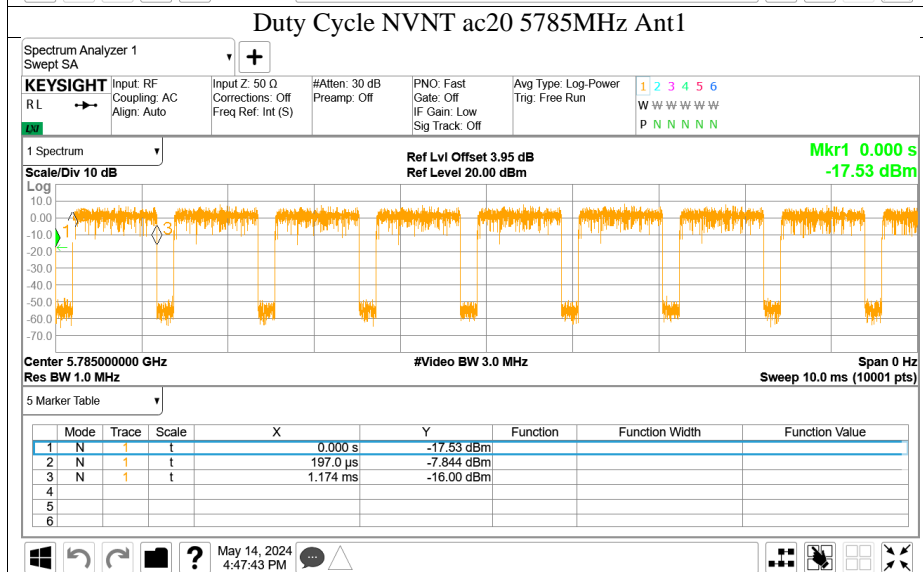 Duty Cycle NVNT ac20 5785MHz Ant1
Spectrum Analyzer 1
Swept SA
KEYSIGHT Input: RF Input Z: 50 Ω #Atten: 30 dB PNO: Fast Avg Type: Log-Power 1 2 3 4 5 6
R L Coupling: AC Corrections: Off Preamp: Off Gate: Off Trig: Free Run W W W W W W
Align: Auto Freq Ref: Int (S) IF Gain: Low
LXI Sig Track: Off P N N N N N
1 Spectrum Ref Lvl Offset 3.95 dB Mkr1 0.000 s
Scale/Div 10 dB Ref Level 20.00 dBm -17.53 dBm
Log
10.0
0.00
-10.0 1 3
-20.0
-30.0
-40.0
-50.0
-60.0
-70.0
Center 5.785000000 GHz #Video BW 3.0 MHz Span 0 Hz
Res BW 1.0 MHz Sweep 10.0 ms (10001 pts)
5 Marker Table
Mode Trace Scale X Y Function Function Width Function Value
1 N 1 t 0.000 s -17.53 dBm
2 N 1 t 197.0 µs -7.844 dBm
3 N 1 t 1.174 ms -16.00 dBm
4
5
6
? May 14, 2024
4:47:43 PM